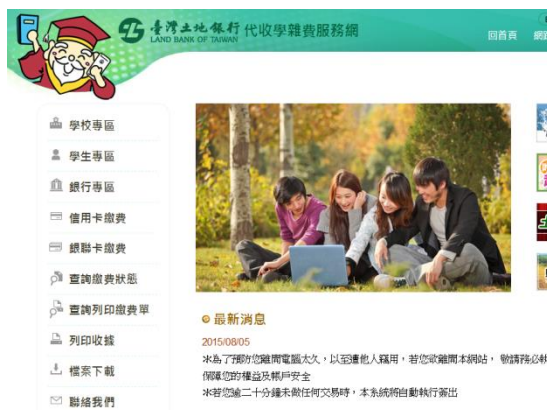 臺灣土地銀行 代收學雜費服務網
LAND BANK OF TAIWAN
回首頁
學校專區
學生專區
銀行專區
信用卡繳費
銀聯卡繳費
查詢繳費狀態
查詢列印繳費單
列印收據
檔案下載
聯絡我們
最新消息
2015/08/05
※為了預防您離開電腦太久，以至遭他人竊用，若您欲離開本網站， 敬請務必
保障您的權益及帳戶安全
※若您逾二十分鐘未做任何交易時，本系統將自動執行簽出